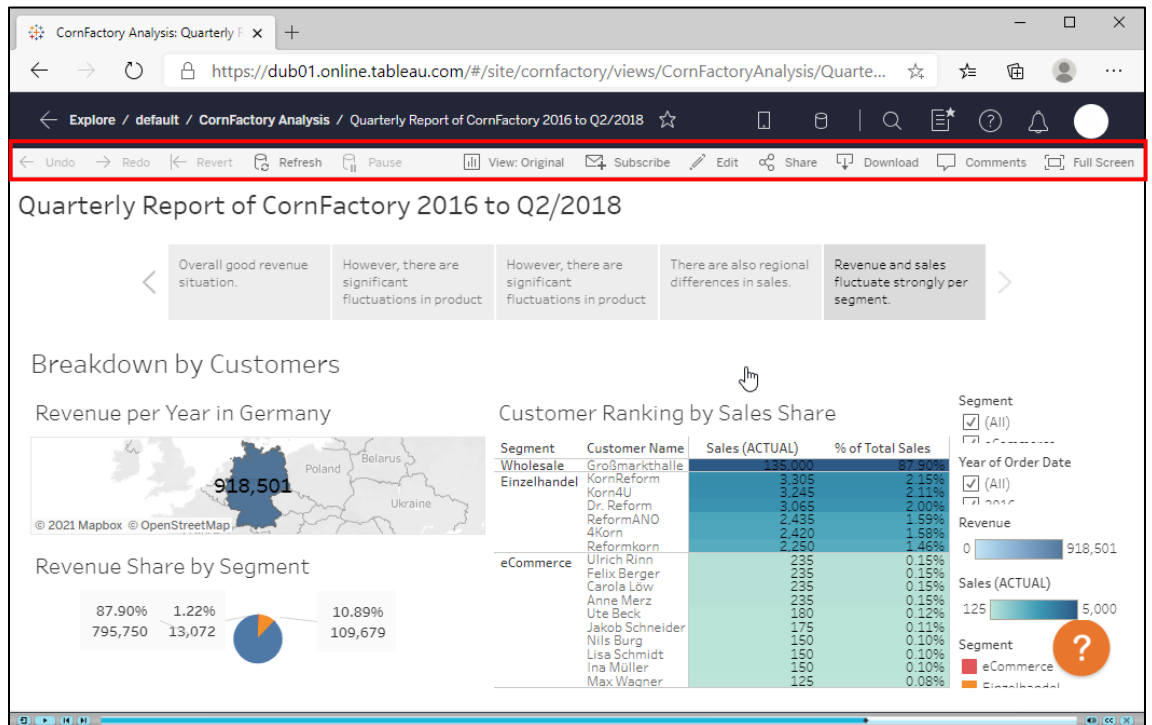 CornFactory Analysis: Quarterly F
https://dub01.online.tableau.com/#/site/cornfactory/views/CornFactoryAnalysis/Quarte...
Explore / default / CornFactory Analysis / Quarterly Report of CornFactory 2016 to Q2/2018
Undo Redo Revert Refresh Pause View: Original Subscribe Edit Share Download Comments Full Screen
Quarterly Report of CornFactory 2016 to Q2/2018
Overall good revenue
situation.
However, there are
significant
fluctuations in product
However, there are
significant
fluctuations in product
There are also regional
differences in sales.
Revenue and sales
fluctuate strongly per
segment.
Breakdown by Customers
Revenue per Year in Germany
Poland
Belarus
918,501
Ukraine
© 2021 Mapbox © OpenStreetMap
Revenue Share by Segment
87.90% 1.22% 10.89%
795,750 13,072 109,679
Customer Ranking by Sales Share
Segment Customer Name Sales (ACTUAL) % of Total Sales
Wholesale Großmarkthalle 135,000 87.90%
Einzelhandel KornReform 3,305 2.15%
Korn4U 3,245 2.11%
Dr. Reform 3,065 2.00%
ReformANO 2,435 1.59%
4Korn 2,420 1.58%
Reformkorn 2,250 1.46%
eCommerce Ulrich Rinn 235 0.15%
Felix Berger 235 0.15%
Carola Löw 235 0.15%
Anne Merz 235 0.15%
Ute Beck 180 0.12%
Jakob Schneider 175 0.11%
Nils Burg 150 0.10%
Lisa Schmidt 150 0.10%
Ina Müller 150 0.10%
Max Wagner 125 0.08%
Segment
(All)
eCommerce
Year of Order Date
(All)
2016
Revenue
0 918,501
Sales (ACTUAL)
125 5,000
Segment
eCommerce
Einzelhandel
?